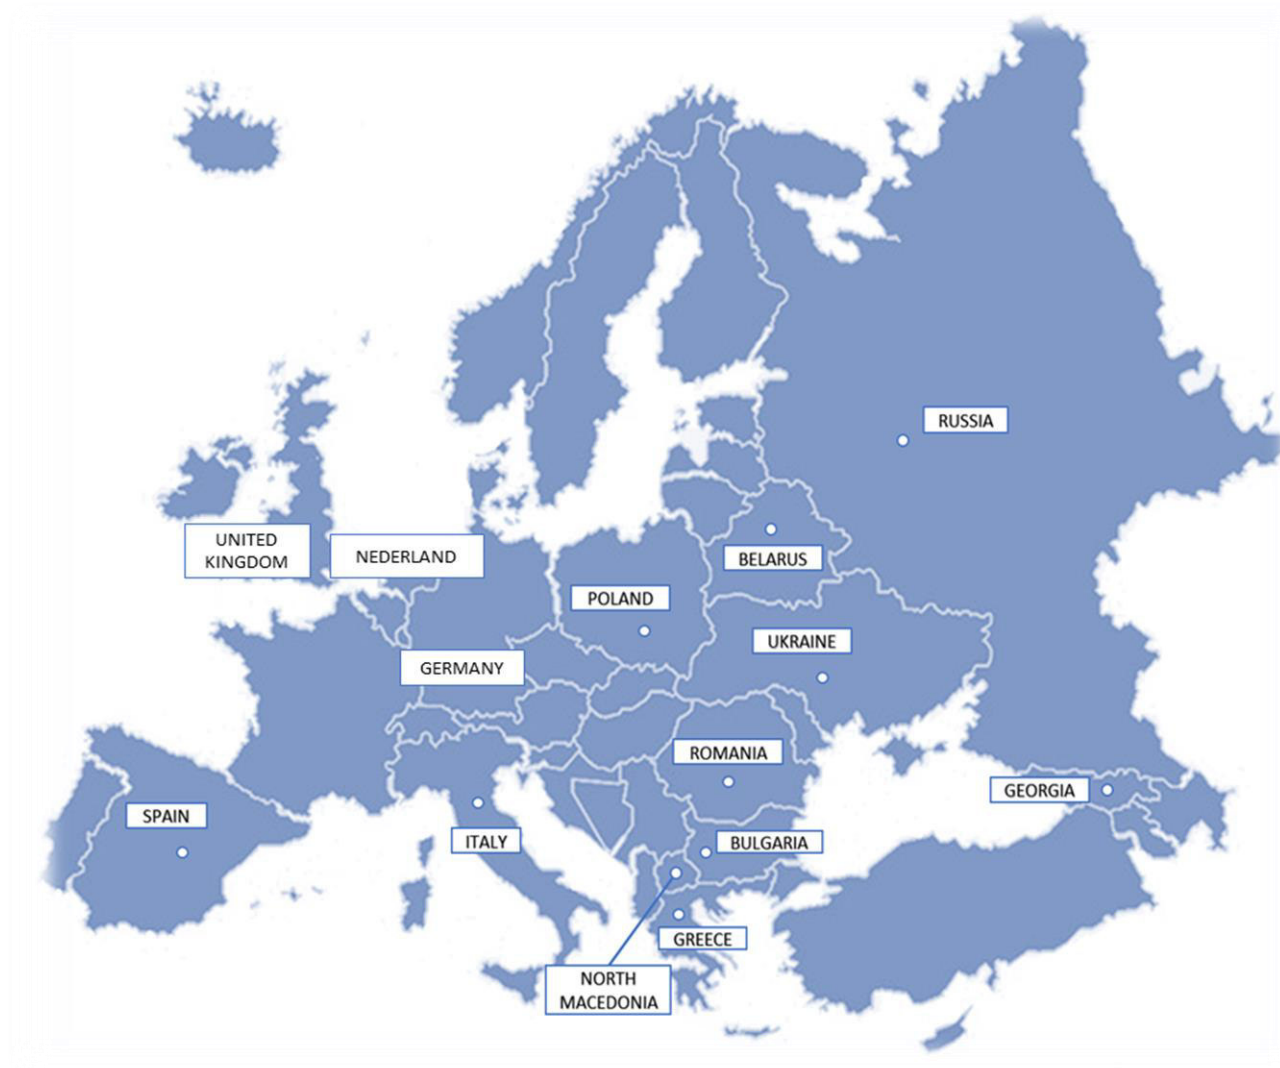 RUSSIA
UNITED
KINGDOM
NEDERLAND
BELARUS
POLAND
UKRAINE
GERMANY
ROMANIA
GEORGIA
SPAIN
ITALY
BULGARIA
GREECE
NORTH
MACEDONIA